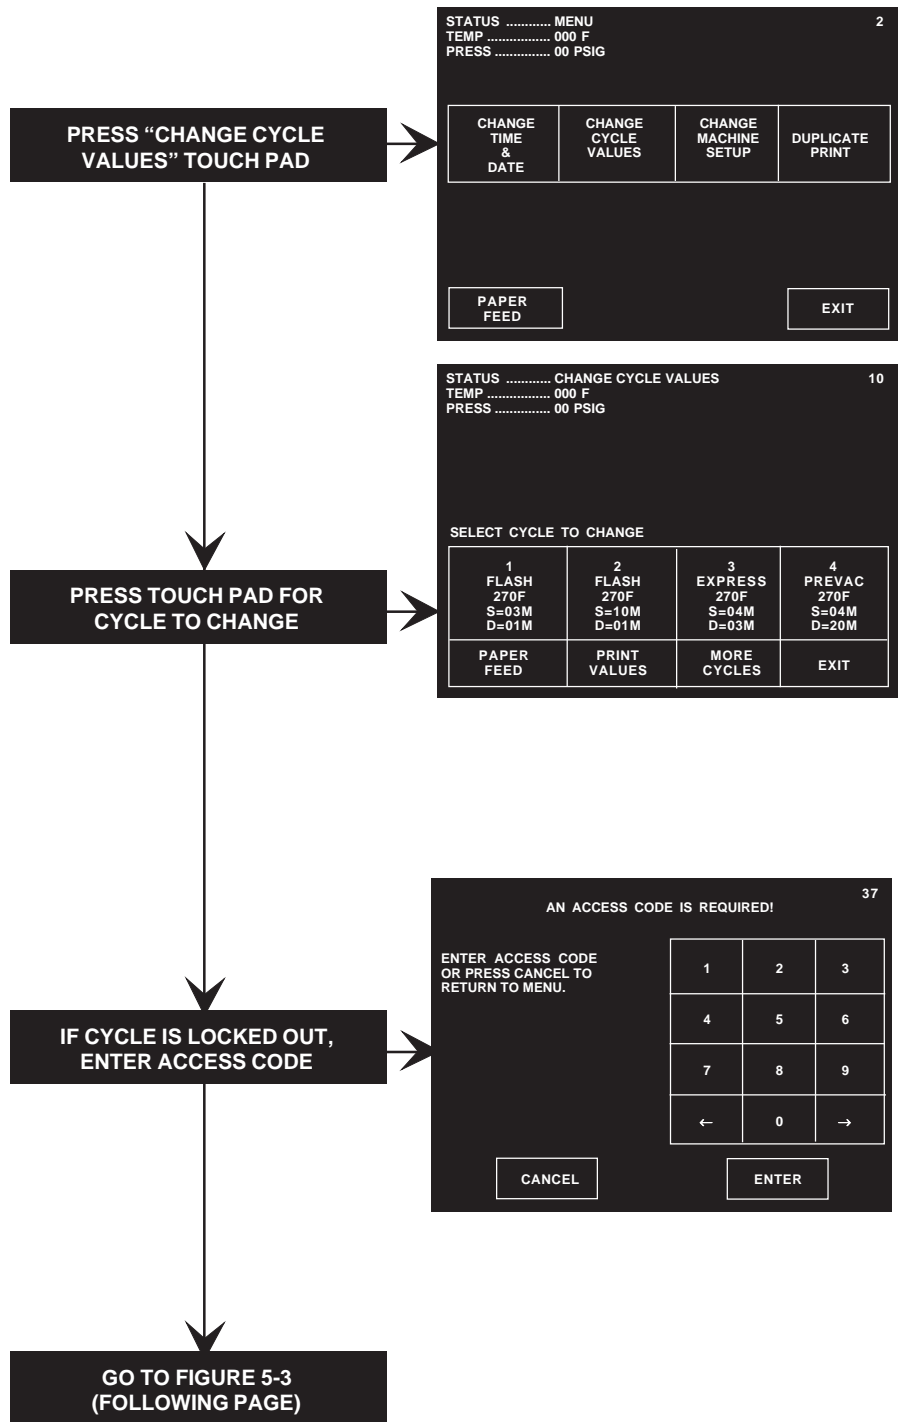 STATUS ............ MENU 2
TEMP ................. 000 F
PRESS ............... 00 PSIG
PRESS “CHANGE CYCLE
VALUES” TOUCH PAD
CHANGE
TIME
&
DATE
CHANGE
CYCLE
VALUES
CHANGE
MACHINE
SETUP
DUPLICATE
PRINT
PAPER
FEED
EXIT
STATUS ............ CHANGE CYCLE VALUES 10
TEMP ................. 000 F
PRESS ............... 00 PSIG
SELECT CYCLE TO CHANGE
PRESS TOUCH PAD FOR
CYCLE TO CHANGE
1
FLASH
270F
S=03M
D=01M
2
FLASH
270F
S=10M
D=01M
3
EXPRESS
270F
S=04M
D=03M
4
PREVAC
270F
S=04M
D=20M
PAPER
FEED
PRINT
VALUES
MORE
CYCLES
EXIT
37
AN ACCESS CODE IS REQUIRED!
ENTER ACCESS CODE
OR PRESS CANCEL TO
RETURN TO MENU.
IF CYCLE IS LOCKED OUT,
ENTER ACCESS CODE
1 2 3
4 5 6
7 8 9
← 0 →
CANCEL
ENTER
GO TO FIGURE 5-3
(FOLLOWING PAGE)